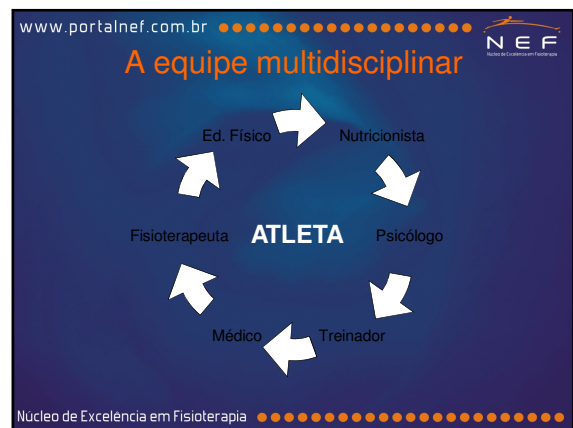 www.portalnef.com.br
NEF
Núcleo de Excelência em Fisioterapia
A equipe multidisciplinar
Ed. Físico
Nutricionista
Fisioterapeuta
ATLETA
Psicólogo
Médico
Treinador
Núcleo de Excelência em Fisioterapia